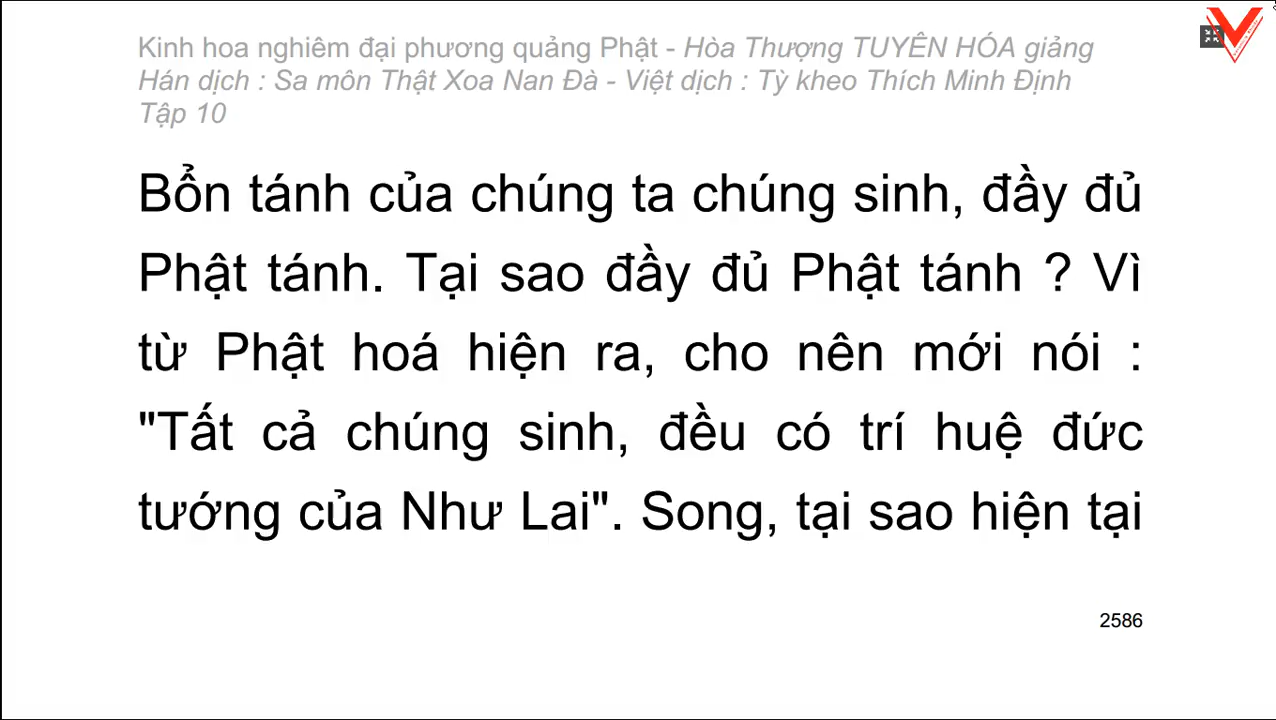 Kinh hoa nghiêm đại phương quảng Phật - Hòa Thượng TUYÊN HÓA giảng
Hán dịch : Sa môn Thật Xoa Nan Đà - Việt dịch : Tỳ kheo Thích Minh Định
Tập 10
Bổn tánh của chúng ta chúng sinh, đầy đủ
Phật tánh. Tại sao đầy đủ Phật tánh ? Vì
từ Phật hoá hiện ra, cho nên mới nói :
"Tất cả chúng sinh, đều có trí huệ đức
tướng của Như Lai". Song, tại sao hiện tại
2586